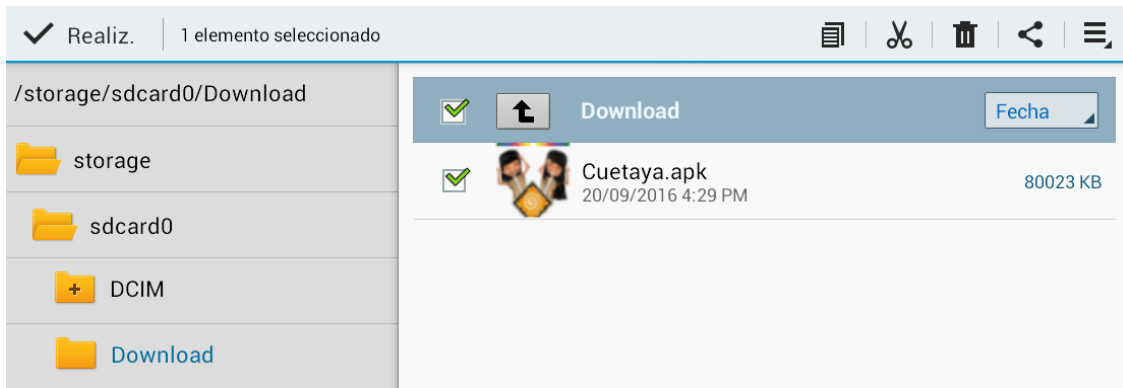 Realiz. 1 elemento seleccionado
/storage/sdcard0/Download
storage
sdcard0
DCIM
Download
Download Fecha
Cuetaya.apk
20/09/2016 4:29 PM
80023 KB